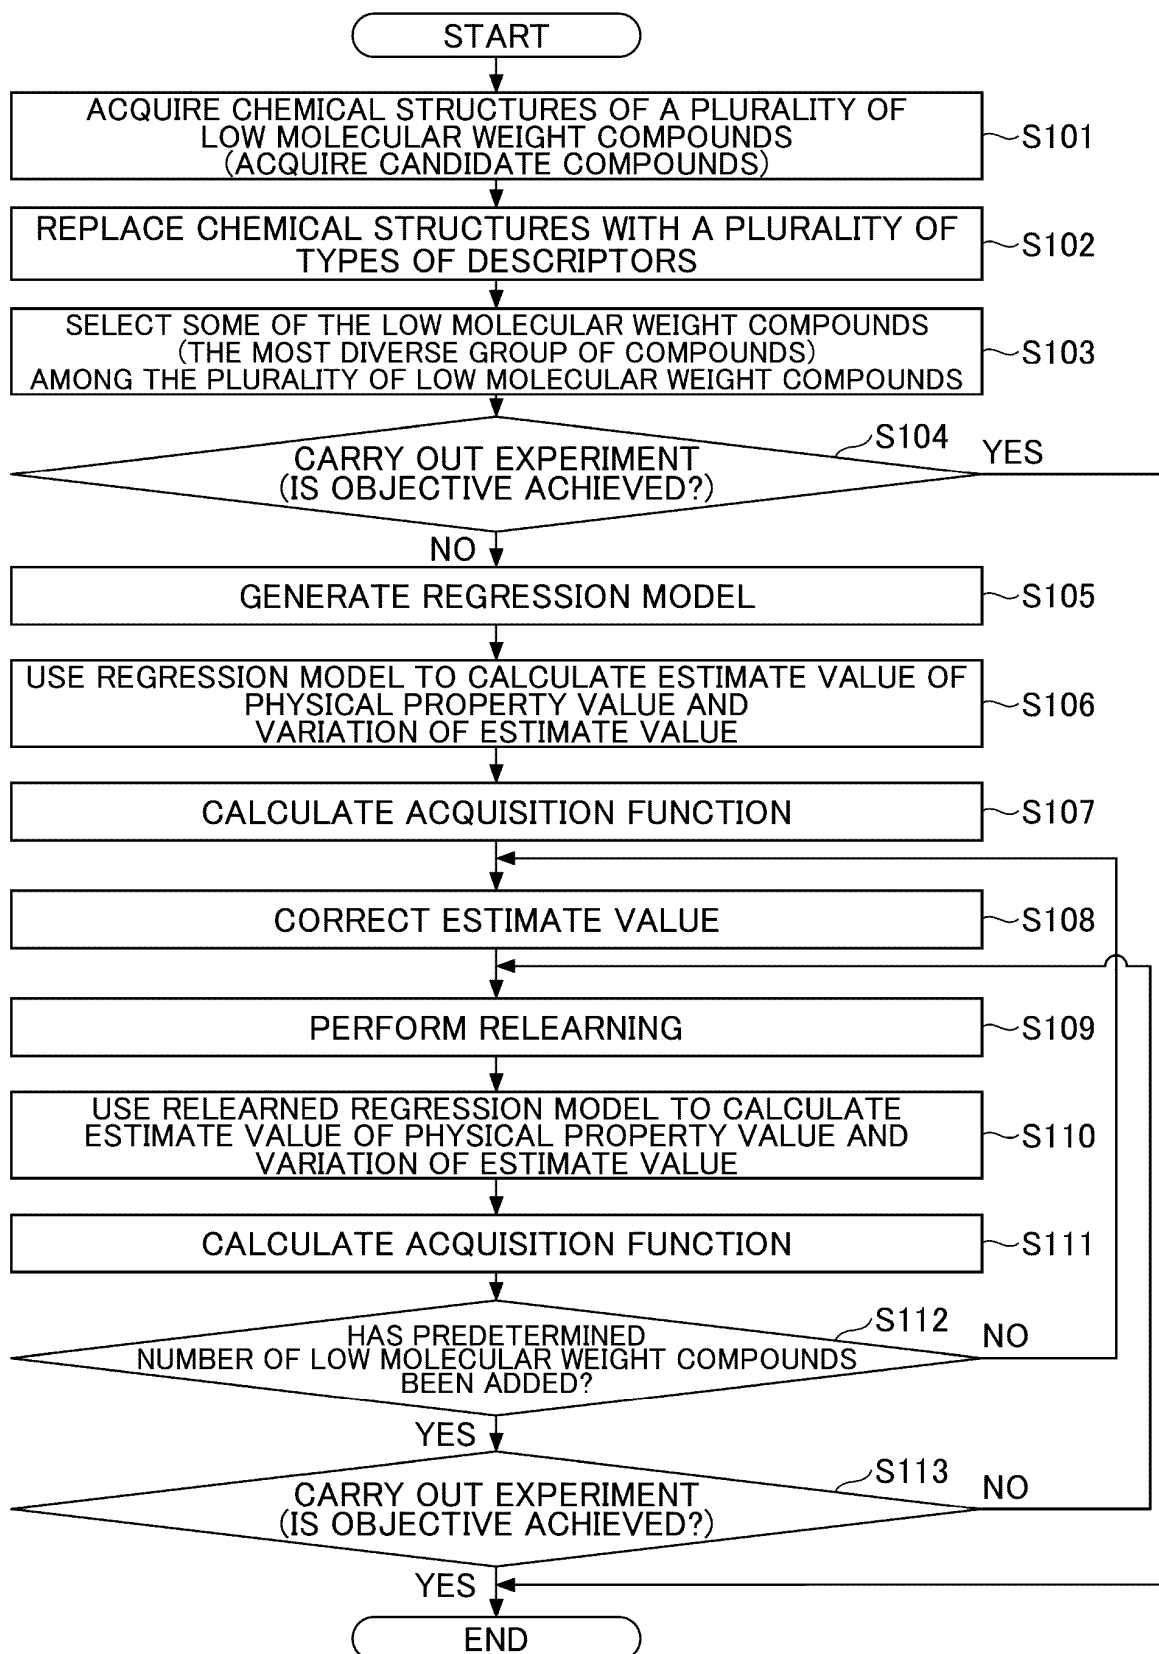 START
ACQUIRE CHEMICAL STRUCTURES OF A PLURALITY OF
LOW MOLECULAR WEIGHT COMPOUNDS
(ACQUIRE CANDIDATE COMPOUNDS)
S101
REPLACE CHEMICAL STRUCTURES WITH A PLURALITY OF
TYPES OF DESCRIPTORS
S102
SELECT SOME OF THE LOW MOLECULAR WEIGHT COMPOUNDS
(THE MOST DIVERSE GROUP OF COMPOUNDS)
AMONG THE PLURALITY OF LOW MOLECULAR WEIGHT COMPOUNDS
S103
CARRY OUT EXPERIMENT
(IS OBJECTIVE ACHIEVED?)
S104
YES
NO
GENERATE REGRESSION MODEL
S105
USE REGRESSION MODEL TO CALCULATE ESTIMATE VALUE OF
PHYSICAL PROPERTY VALUE AND
VARIATION OF ESTIMATE VALUE
S106
CALCULATE ACQUISITION FUNCTION
S107
CORRECT ESTIMATE VALUE
S108
PERFORM RELEARNING
S109
USE RELEARNED REGRESSION MODEL TO CALCULATE
ESTIMATE VALUE OF PHYSICAL PROPERTY VALUE AND
VARIATION OF ESTIMATE VALUE
S110
CALCULATE ACQUISITION FUNCTION
S111
HAS PREDETERMINED
NUMBER OF LOW MOLECULAR WEIGHT COMPOUNDS
BEEN ADDED?
S112
NO
YES
CARRY OUT EXPERIMENT
(IS OBJECTIVE ACHIEVED?)
S113
NO
YES
END